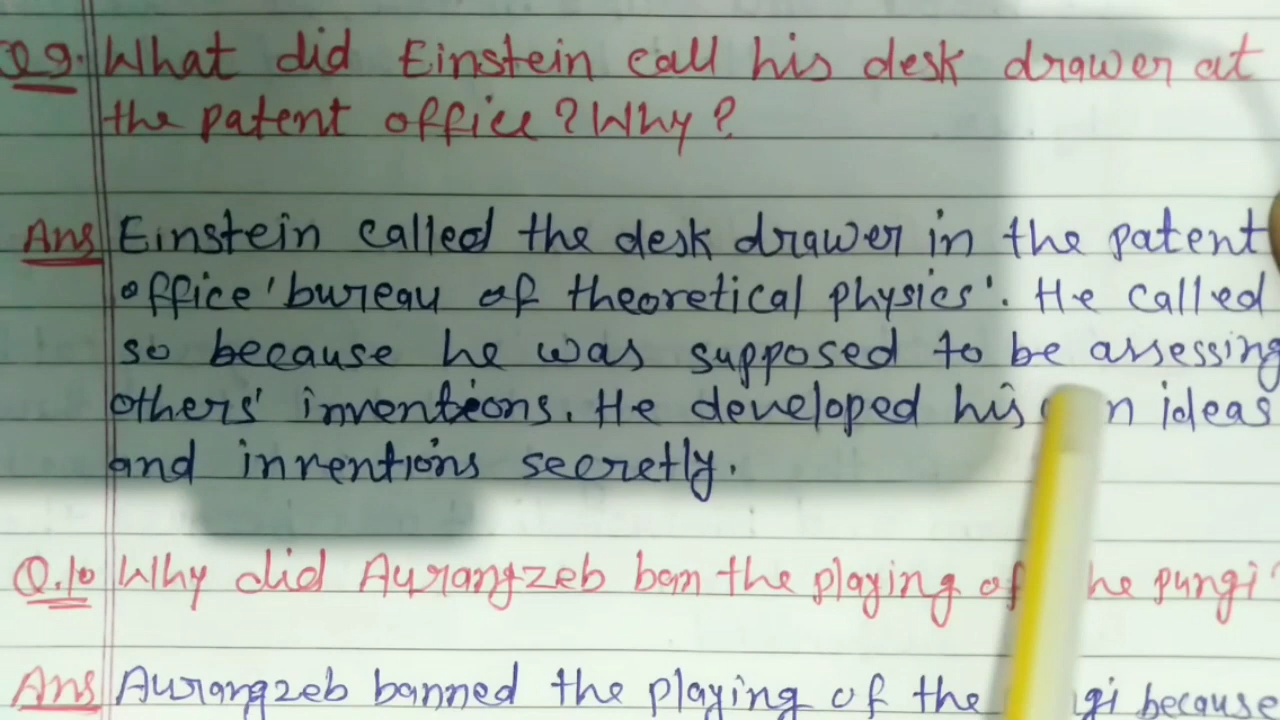 Q9. What did Einstein call his desk drawer at
the patent office? Why?
Ans Einstein called the desk drawer in the patent
office 'bureau of theoretical physics'. He called
so because he was supposed to be assessing
others' inventions. He developed his ideas
and inventions secretly.
Q.10 Why did Aurangzeb ban the playing pungi?
Ans Aurangzeb banned the playing of the because